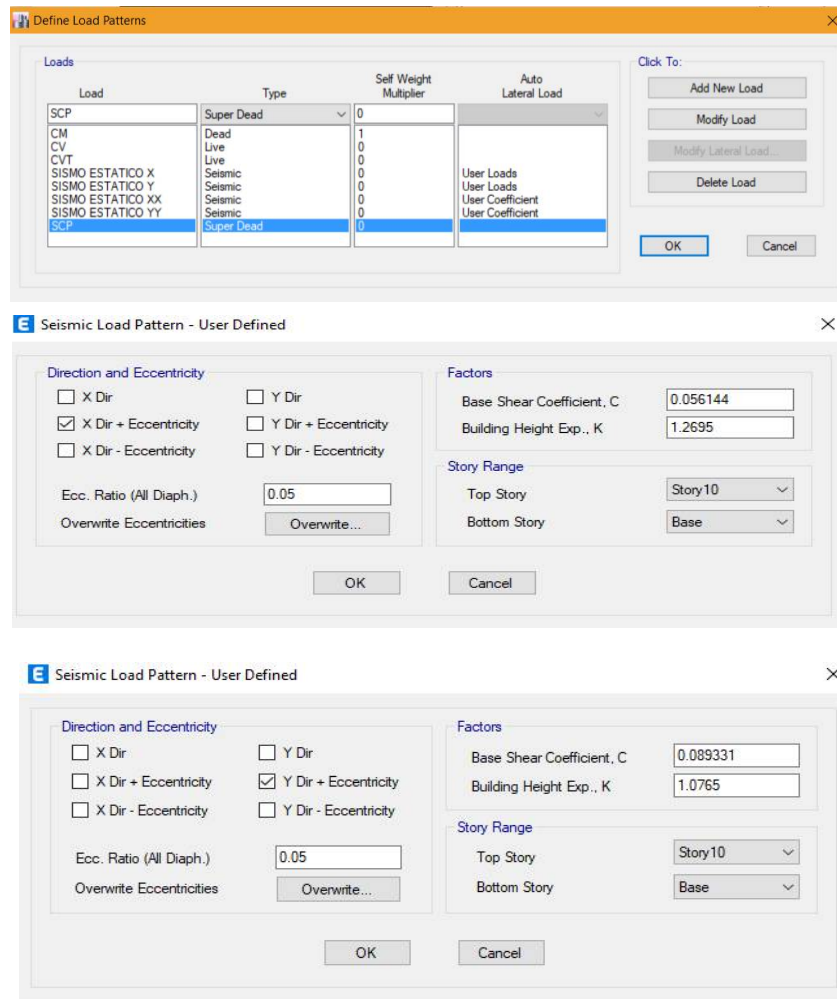 Define Load Patterns
Loads
Click To:
Load Type Self Weight Multiplier Auto Lateral Load
SCP Super Dead 0
CM Dead 1
CV Live 0
CVT Live 0
SISMO ESTATICO X Seismic 0 User Loads
SISMO ESTATICO Y Seismic 0 User Loads
SISMO ESTATICO XX Seismic 0 User Coefficient
SISMO ESTATICO YY Seismic 0 User Coefficient
SCP Super Dead 0
Add New Load
Modify Load
Modify Lateral Load...
Delete Load
OK Cancel
E Seismic Load Pattern - User Defined
Direction and Eccentricity
X Dir Y Dir
X Dir + Eccentricity Y Dir + Eccentricity
X Dir - Eccentricity Y Dir - Eccentricity
Ecc. Ratio (All Diaph.) 0.05
Overwrite Eccentricities Overwrite...
Factors
Base Shear Coefficient, C 0.056144
Building Height Exp., K 1.2695
Story Range
Top Story Story10
Bottom Story Base
OK Cancel
E Seismic Load Pattern - User Defined
Direction and Eccentricity
X Dir Y Dir
X Dir + Eccentricity Y Dir + Eccentricity
X Dir - Eccentricity Y Dir - Eccentricity
Ecc. Ratio (All Diaph.) 0.05
Overwrite Eccentricities Overwrite...
Factors
Base Shear Coefficient, C 0.089331
Building Height Exp., K 1.0765
Story Range
Top Story Story10
Bottom Story Base
OK Cancel